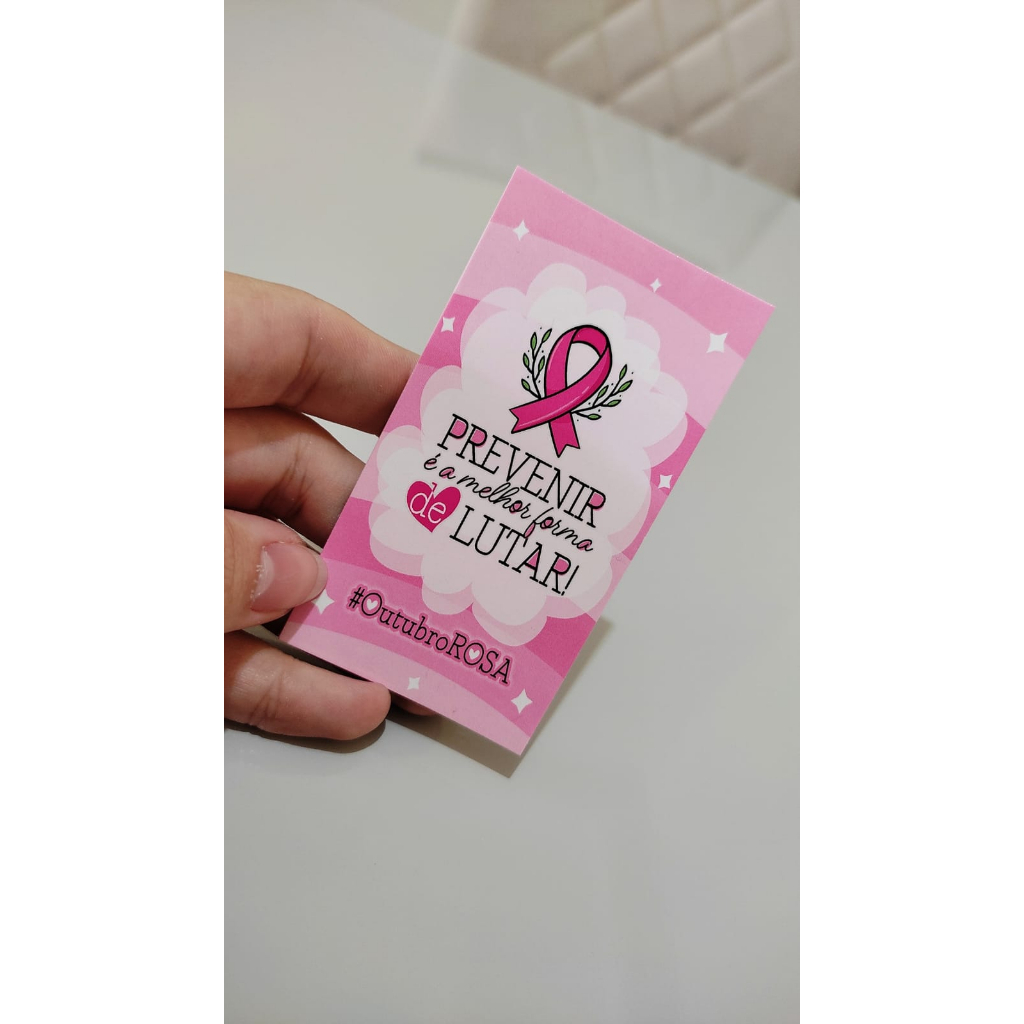 PREVENIR
é a melhor forma
de LUTAR!
#OutubroROSA